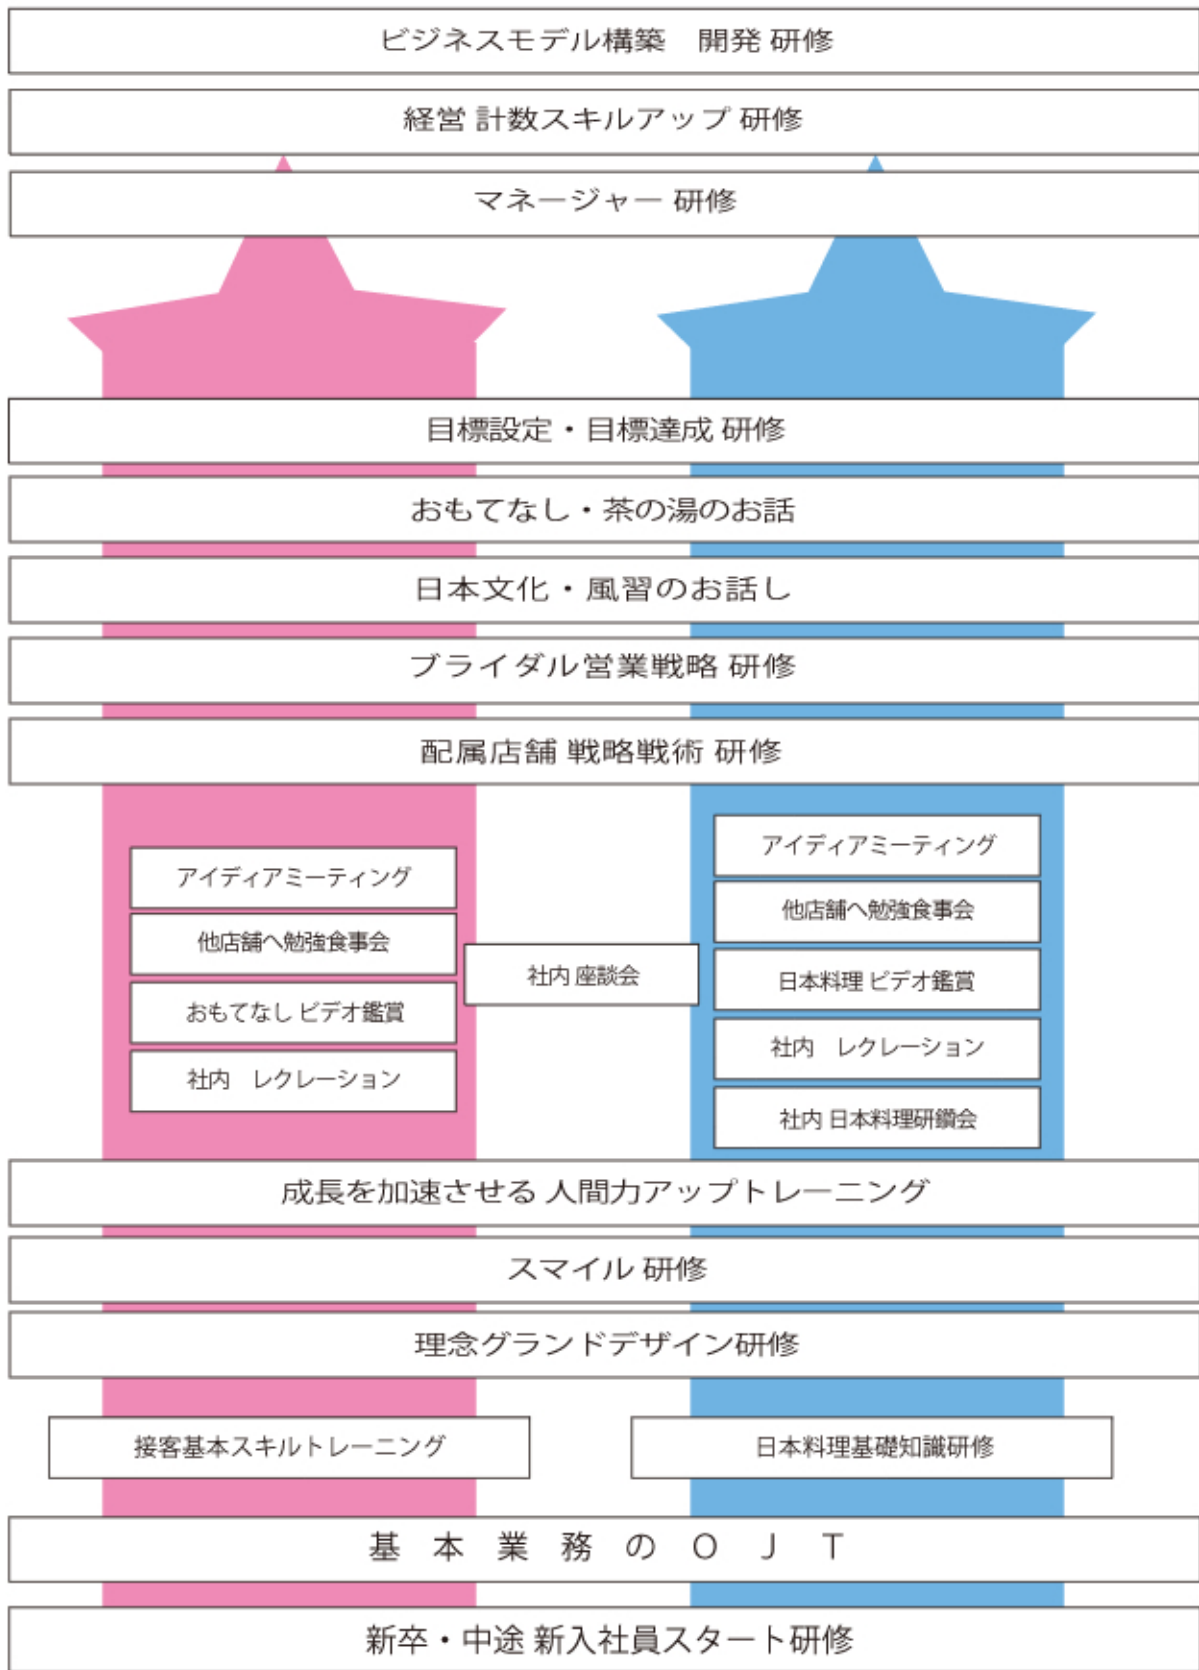 ビジネスモデル構築　開発 研修
経営 計数スキルアップ 研修
マネージャー 研修
目標設定・目標達成 研修
おもてなし・茶の湯のお話
日本文化・風習のお話し
ブライダル営業戦略 研修
配属店舗 戦略戦術 研修
アイディアミーティング
他店舗へ勉強食事会
おもてなし ビデオ鑑賞
社内　レクレーション
社内 座談会
アイディアミーティング
他店舗へ勉強食事会
日本料理 ビデオ鑑賞
社内　レクレーション
社内 日本料理研鑽会
成長を加速させる 人間力アップトレーニング
スマイル 研修
理念グランドデザイン研修
接客基本スキルトレーニング
日本料理基礎知識研修
基 本 業 務 の Ｏ Ｊ Ｔ
新卒・中途 新入社員スタート研修